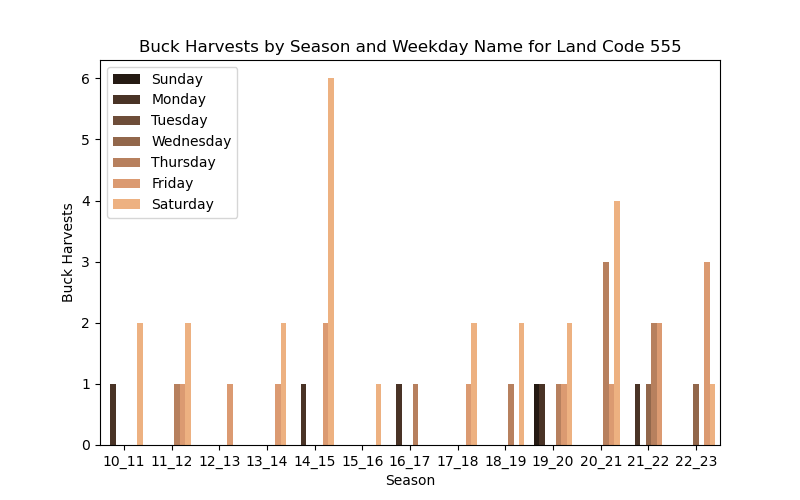 Buck Harvests by Season and Weekday Name for Land Code 555
Sunday
Monday
Tuesday
Wednesday
Thursday
Friday
Saturday
Buck Harvests
6
5
4
3
2
1
0
10_11 11_12 12_13 13_14 14_15 15_16 16_17 17_18 18_19 19_20 20_21 21_22 22_23
Season